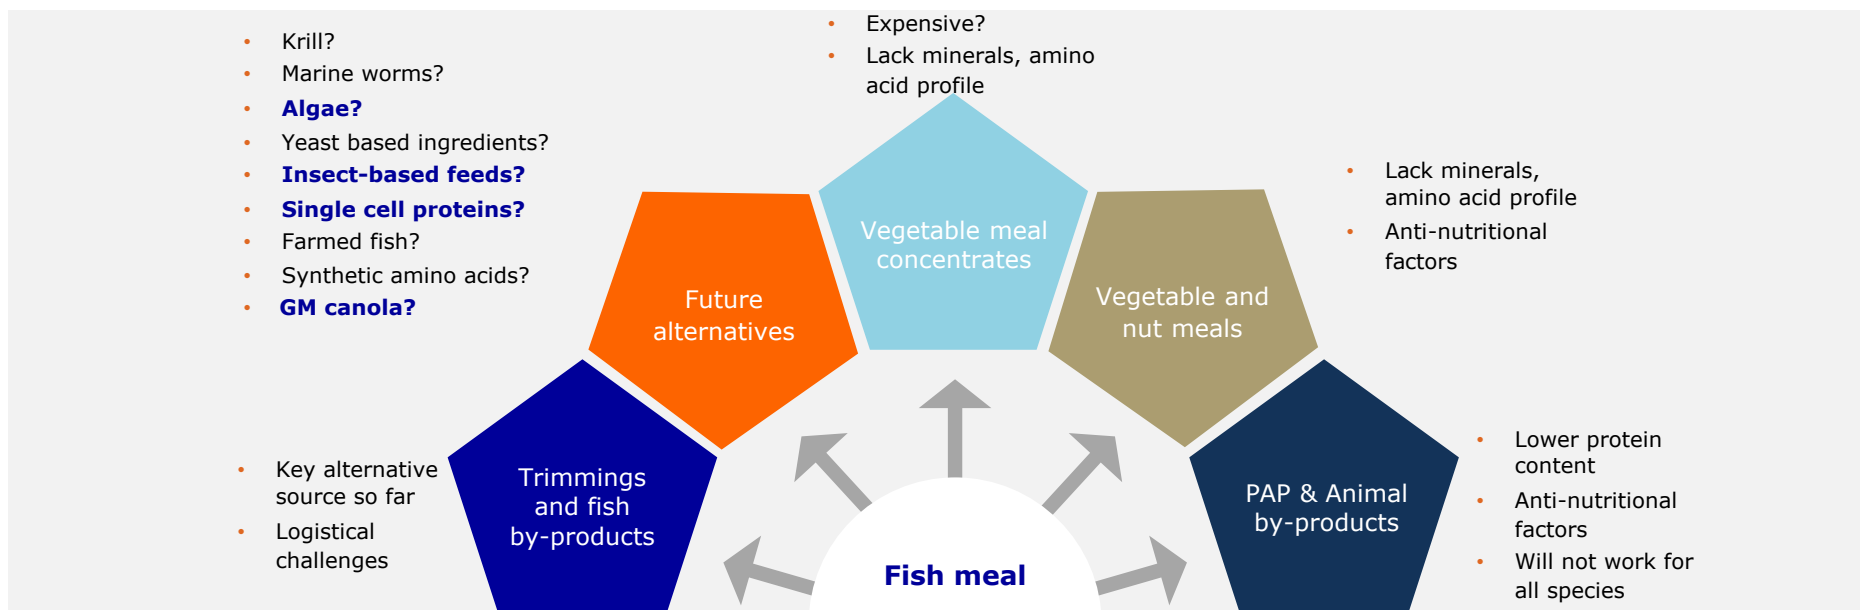 Krill?
Marine worms?
Algae?
Yeast based ingredients?
Insect-based feeds?
Single cell proteins?
Farmed fish?
Synthetic amino acids?
GM canola?
Expensive?
Lack minerals, amino
acid profile
Lack minerals,
amino acid profile
Anti-nutritional
factors
Vegetable meal
concentrates
Future
alternatives
Vegetable and
nut meals
Key alternative
source so far
Logistical
challenges
Trimmings
and fish
by-products
PAP & Animal
by-products
Lower protein
content
Anti-nutritional
factors
Will not work for
all species
Fish meal